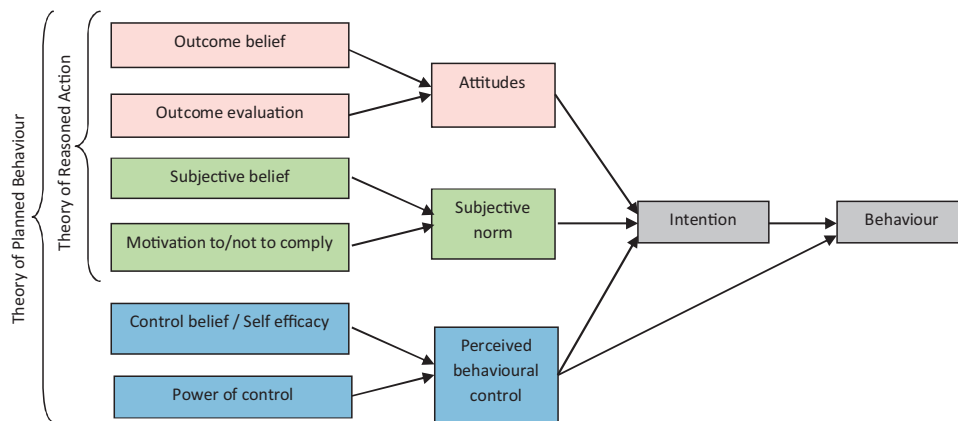 Theory of Planned Behaviour
Theory of Reasoned Action
Outcome belief
Outcome evaluation
Attitudes
Subjective belief
Motivation to/not to comply
Subjective
norm
Control belief / Self efficacy
Power of control
Perceived
behavioural
control
Intention
Behaviour